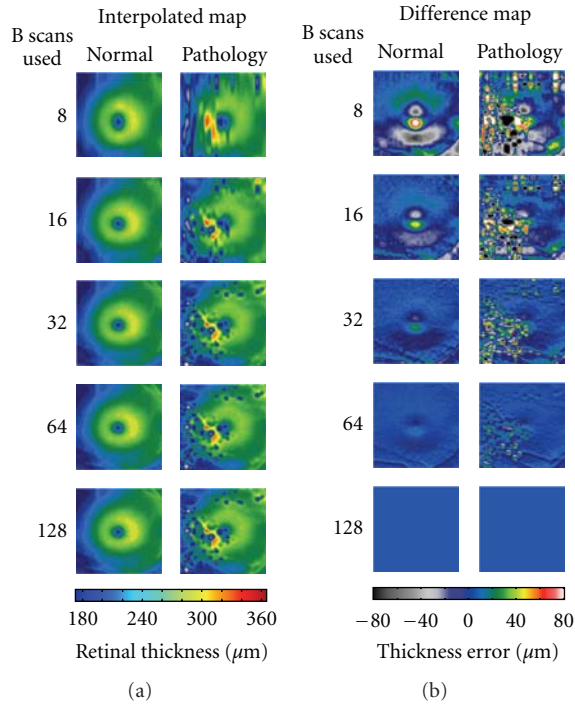 Interpolated map
B scans used
Normal Pathology
8
16
32
64
128
180 240 300 360
Retinal thickness (μm)
(a)
Difference map
B scans used
Normal Pathology
8
16
32
64
128
−80 −40 0 40 80
Thickness error (μm)
(b)